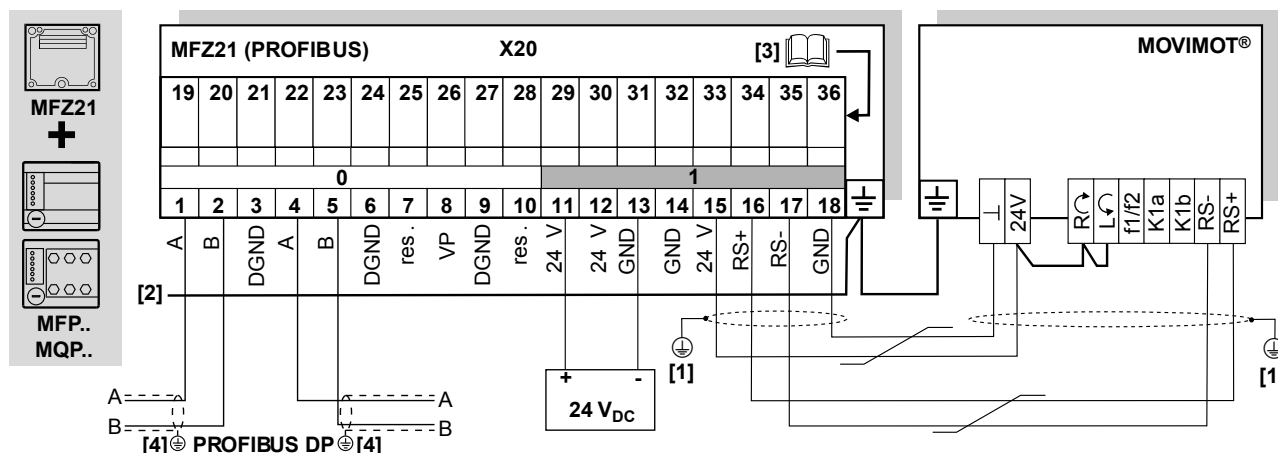 MFZ21
+
MFP..
MQP..
MFZ21 (PROFIBUS) X20 [3]
19 20 21 22 23 24 25 26 27 28 29 30 31 32 33 34 35 36
0 1
1 2 3 4 5 6 7 8 9 10 11 12 13 14 15 16 17 18
A B DGND A B DGND res. VP DGND res. 24 V 24 V GND GND 24 V RS+ RS- GND
[2]
MOVIMOT®
⊥ 24V R L f1/f2 K1a K1b RS- RS+
[1]
[1
+ -
24 VDC
A
B
A
B
[4] PROFIBUS DP [4]